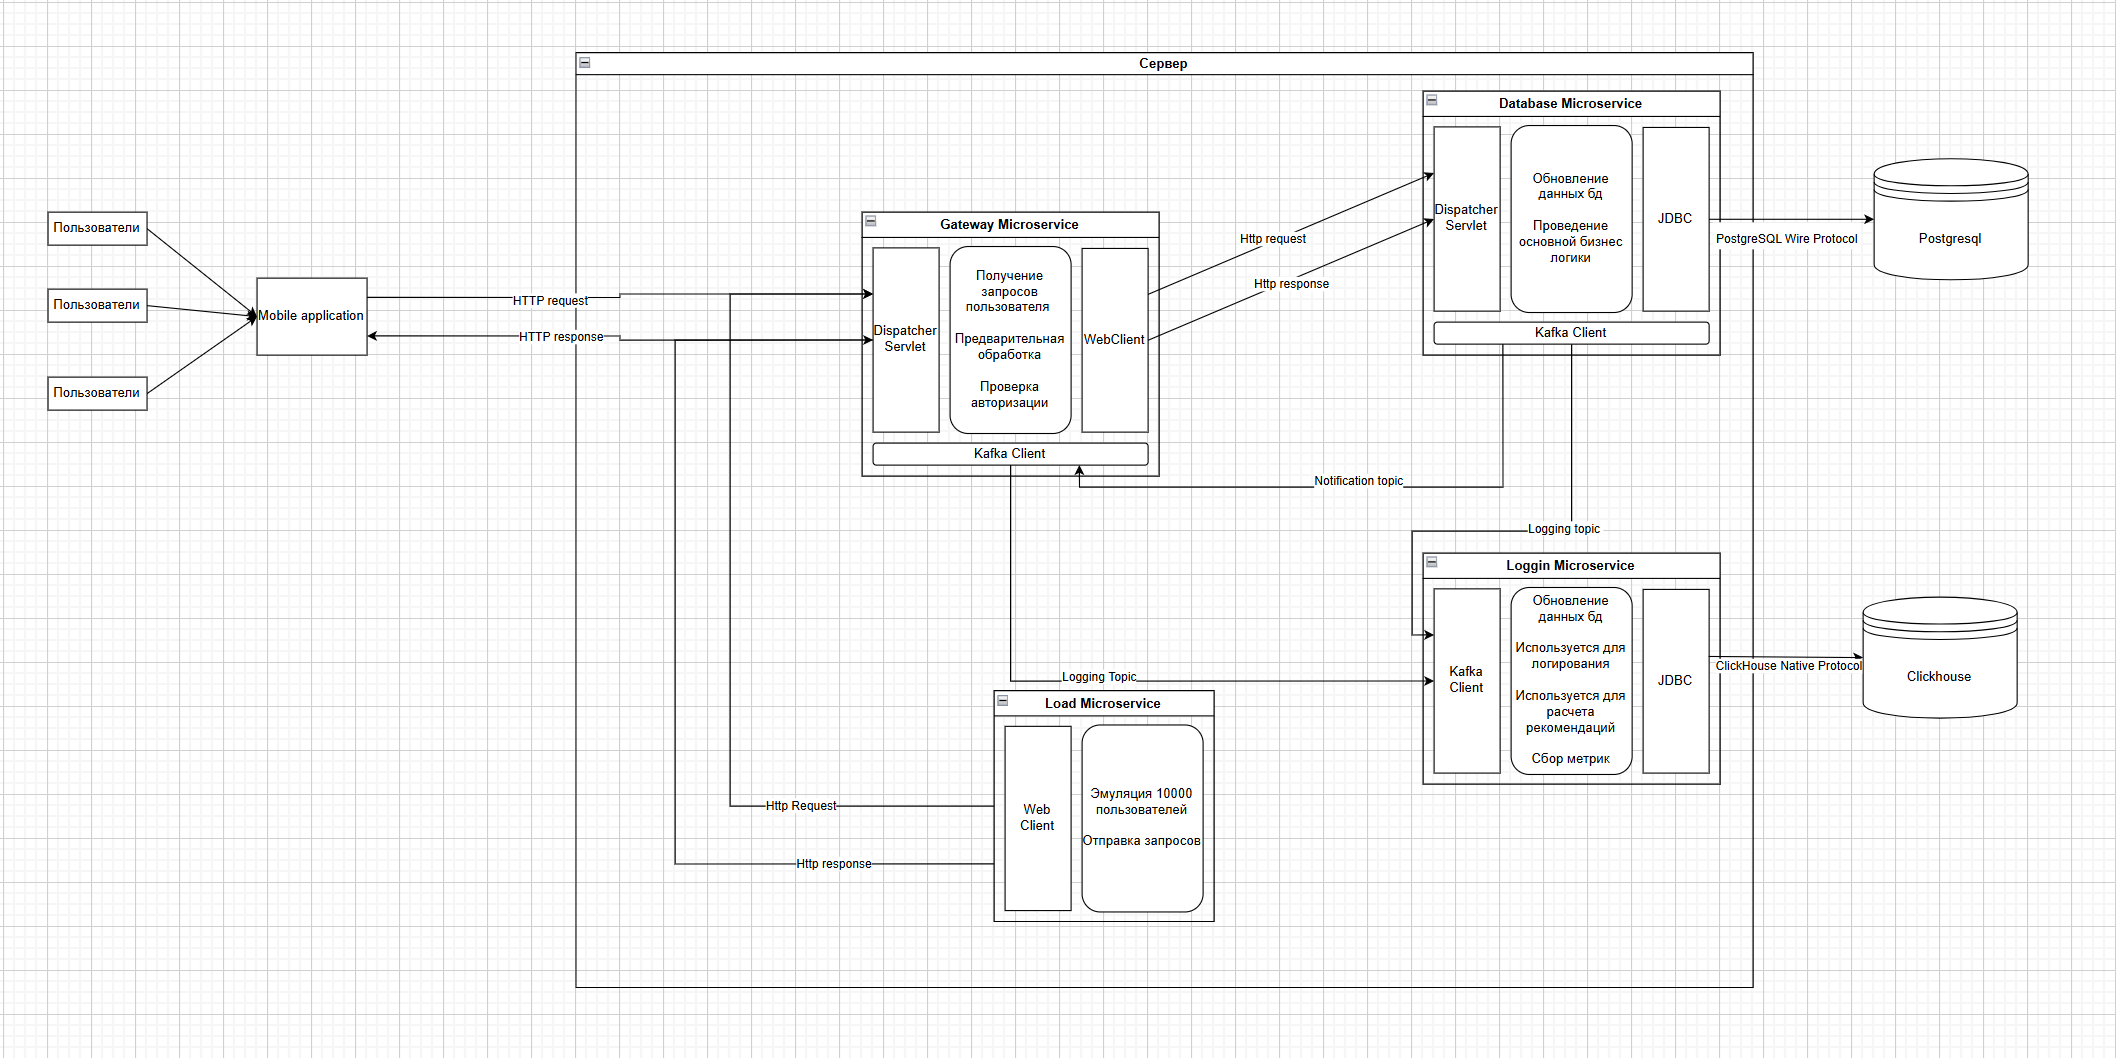 Сервер
Пользователи
Пользователи
Пользователи
Mobile application
HTTP request
HTTP response
Gateway Microservice
Dispatcher
Servlet
Получение
запросов
пользователя
Предварительная
обработка
Проверка
авторизации
WebClient
Kafka Client
Http request
Http response
Database Microservice
Dispatcher
Servlet
Обновление
данных бд
Проведение
основной бизнес
логики
JDBC
Kafka Client
PostgreSQL Wire Protocol
Postgresql
Notification topic
Logging topic
Logging Topic
Loggin Microservice
Kafka
Client
Обновление
данных бд
Используется для
логирования
Используется для
расчета
рекомендаций
Сбор метрик
JDBC
ClickHouse Native Protocol
Clickhouse
Load Microservice
Web
Client
Эмуляция 10000
пользователей
Отправка запросов
Http Request
Http response